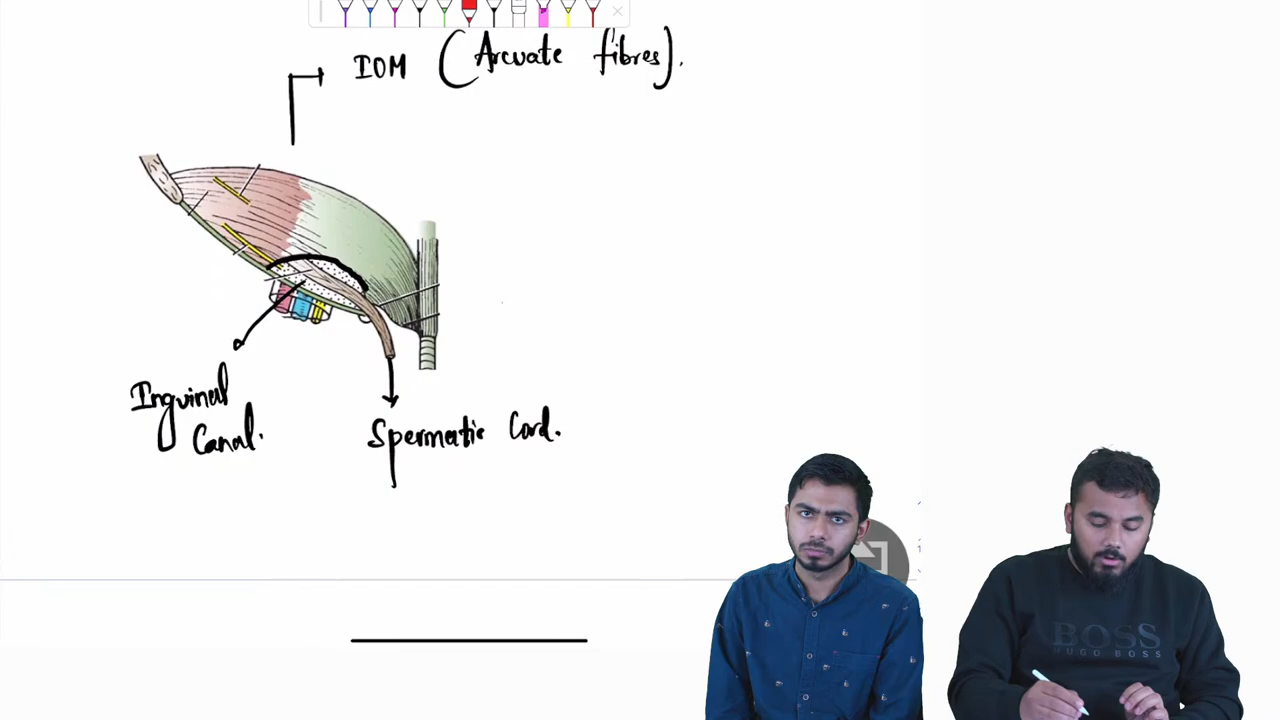 IOM (Arcuate fibres).
Inguinal
Canal.
Spermatic Cord.
BOSS
HUGO BOSS